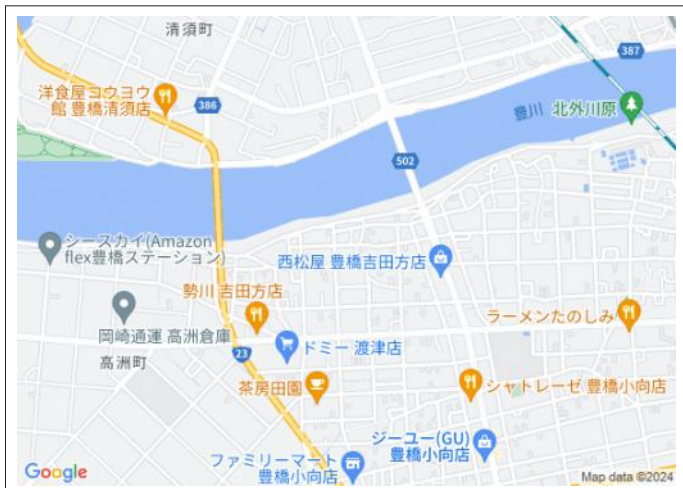 清須町
387
洋食屋コウヨウ
館 豊橋清須店
386
豊川
北外川原
502
シースカイ(Amazon
flex豊橋ステーション)
西松屋 豊橋吉田方店
勢川 吉田方店
岡崎通運 高洲倉庫
ラーメンたのしみ
高洲町
23
ドミー 渡津店
茶房田園
シャトレーゼ 豊橋小向店
ジーユー(GU)
豊橋小向店
ファミリーマート
豊橋小向店
Google
Map data ©2024